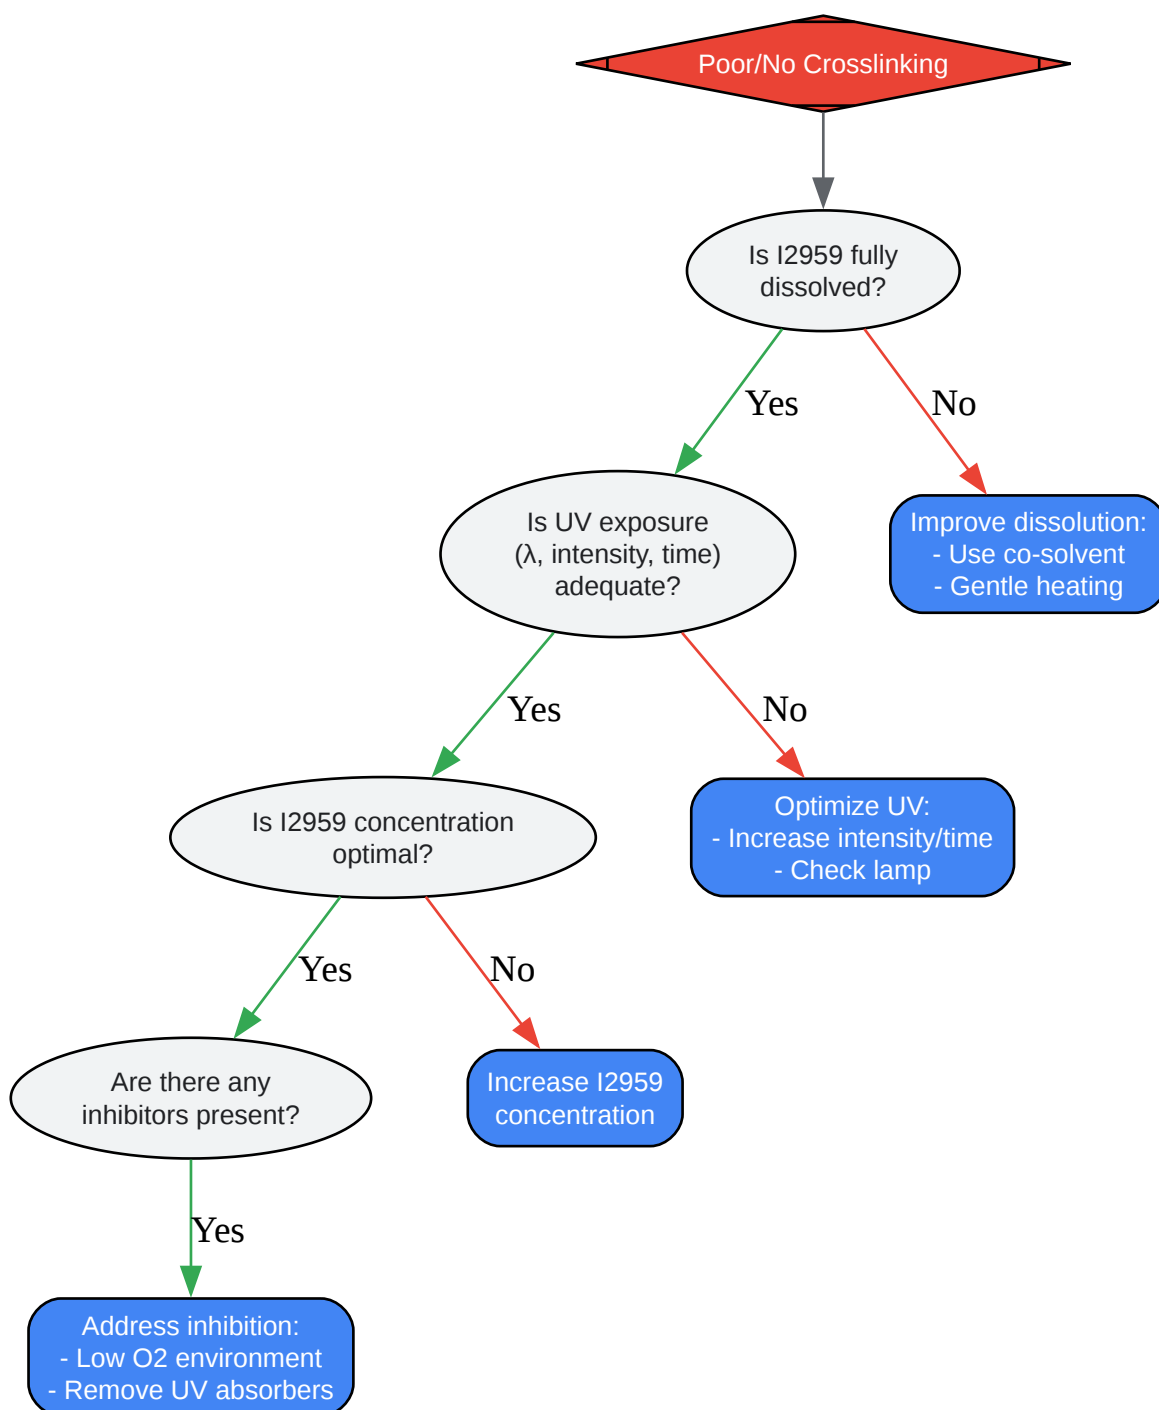 Poor/No Crosslinking
Is I2959 fully
dissolved?
Yes
No
Is UV exposure
(λ, intensity, time)
adequate?
Improve dissolution:
- Use co-solvent
- Gentle heating
Yes
No
Is I2959 concentration
optimal?
Optimize UV:
- Increase intensity/time
- Check lamp
Yes
No
Are there any
inhibitors present?
Increase I2959
concentration
Yes
Address inhibition:
- Low O2 environment
- Remove UV absorbers